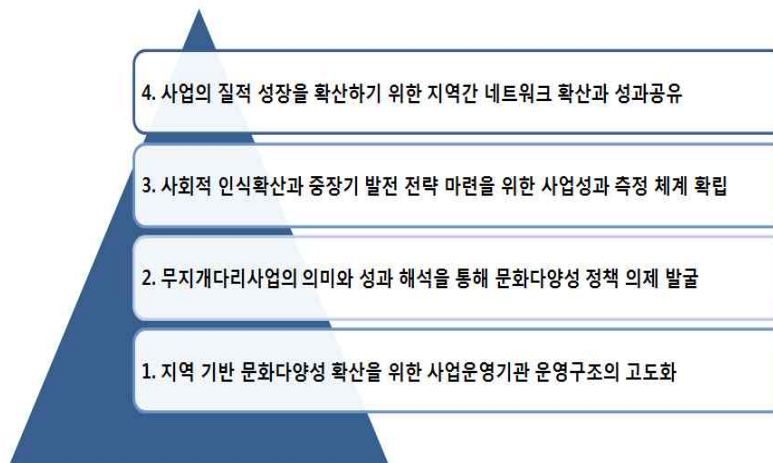 4. 사업의 질적 성장을 확산하기 위한 지역간 네트워크 확산과 성과공유
3. 사회적 인식확산과 중장기 발전 전략 마련을 위한 사업성과 측정 체계 확립
2. 무지개다리사업의 의미와 성과 해석을 통해 문화다양성 정책 의제 발굴
1. 지역 기반 문화다양성 확산을 위한 사업운영기관 운영구조의 고도화